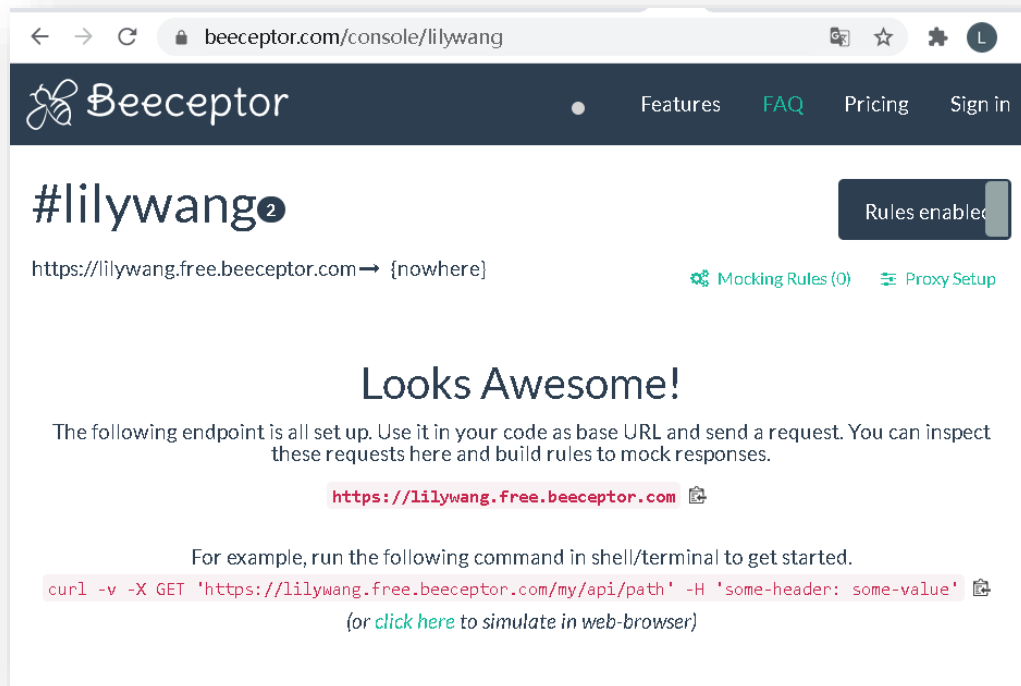 beeceptor.com/console/lilywang
L
Beeceptor
Features FAQ Pricing Sign in
#lilywang 2
Rules enabled
https://lilywang.free.beeceptor.com → {nowhere}
Mocking Rules (0) Proxy Setup
Looks Awesome!
The following endpoint is all set up. Use it in your code as base URL and send a request. You can inspect
these requests here and build rules to mock responses.
https://lilywang.free.beeceptor.com
For example, run the following command in shell/terminal to get started.
curl -v -X GET 'https://lilywang.free.beeceptor.com/my/api/path' -H 'some-header: some-value'
(or click here to simulate in web-browser)